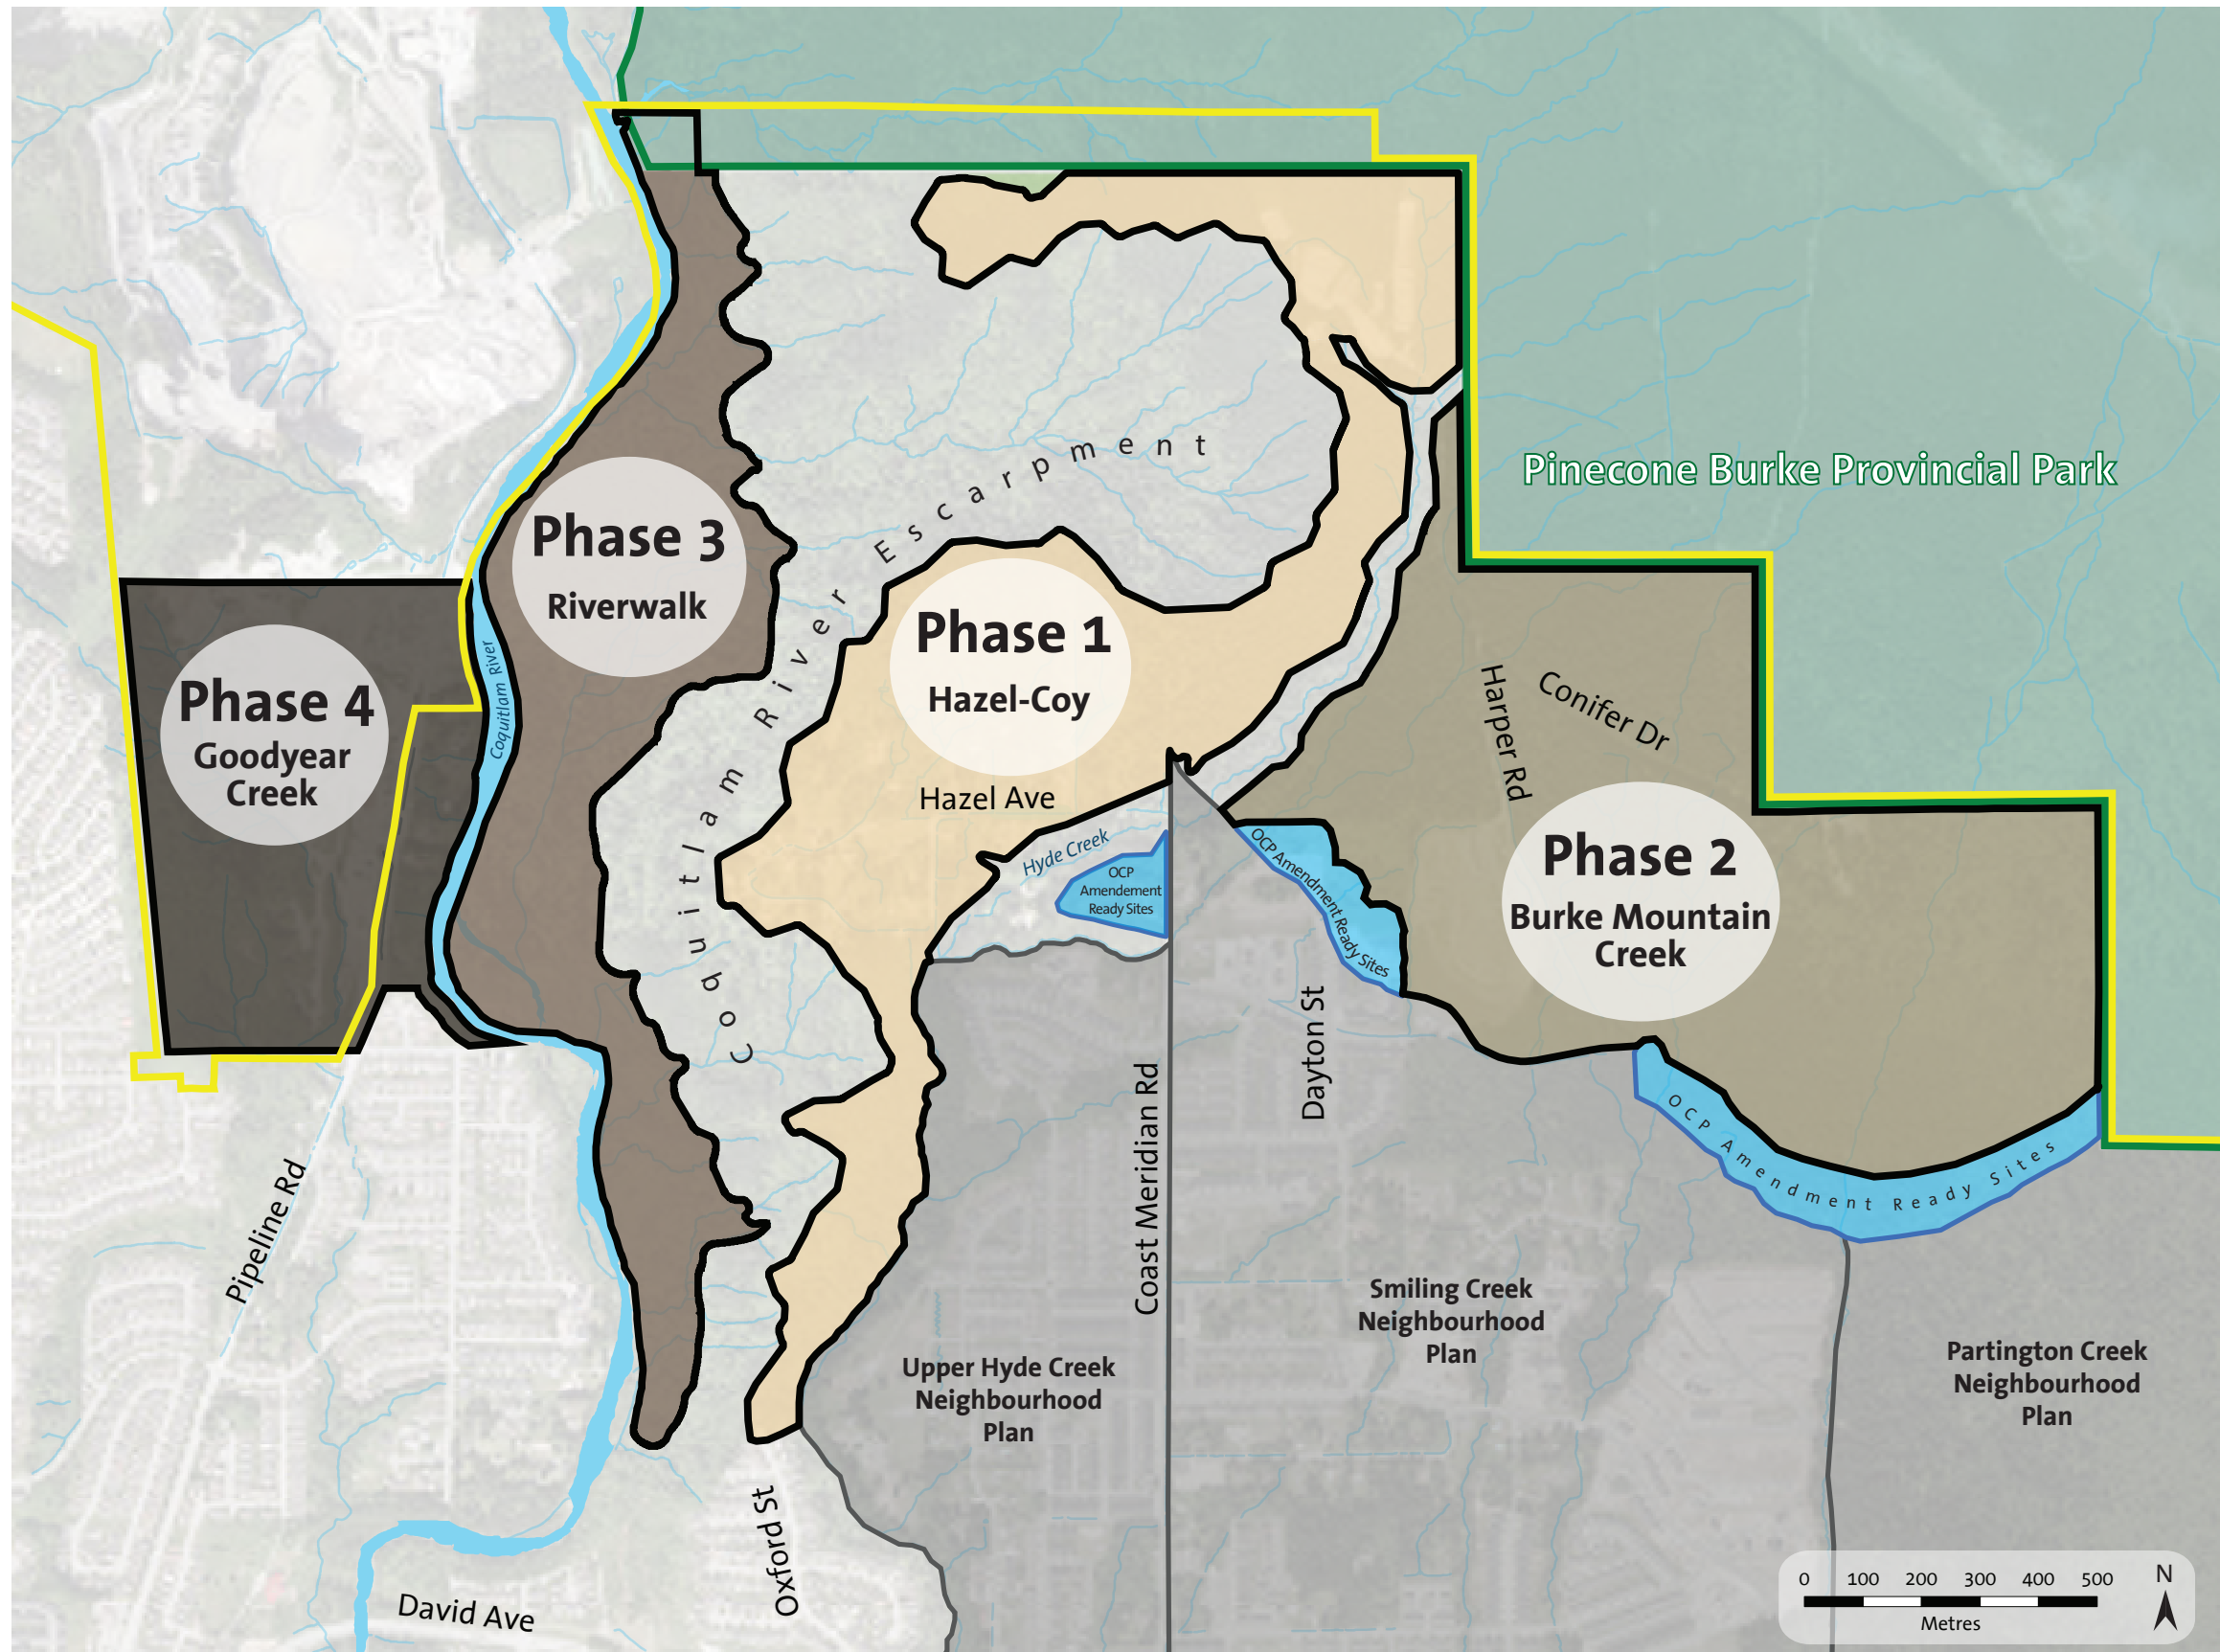 Pinecone Burke Provincial Park
Coquitlam River Escarpment
Phase 3
Riverwalk
Phase 1
Hazel-Coy
Phase 4
Goodyear
Creek
Coquitlam River
Harper Rd
Conifer Dr
Hazel Ave
Hyde Creek
OCP
Amendement
Ready Sites
OCP Amendment Ready Sites
Phase 2
Burke Mountain
Creek
Coast Meridian Rd
Dayton St
OCP Amendment Ready Sites
Pipeline Rd
Smiling Creek
Neighbourhood
Plan
Upper Hyde Creek
Neighbourhood
Plan
Partington Creek
Neighbourhood
Plan
Oxford St
David Ave
0 100 200 300 400 500
Metres
N